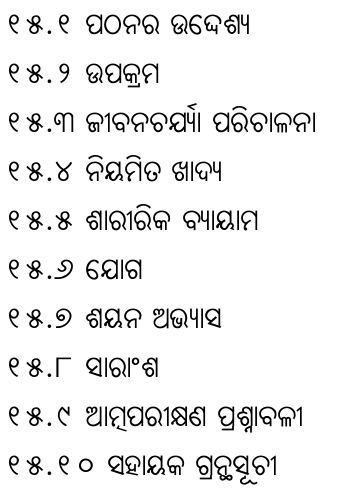 ୧୫.୧ ପଠନର ଉଦ୍ଦେଶ୍ୟ
୧୫.୨ ଉପକ୍ରମ
୧୫.୩ ଜୀବନଚର୍ଯ୍ୟା ପରିଚାଳନା
୧୫.୪ ନିୟମିତ ଖାଦ୍ୟ
୧୫.୫ ଶାରୀରିକ ବ୍ୟାୟାମ
୧୫.୬ ଯୋଗ
୧୫.୭ ଶୟନ ଅଭ୍ୟାସ
୧୫.୮ ସାରାଂଶ
୧୫.୯ ଆତ୍ମପରୀକ୍ଷଣ ପ୍ରଶ୍ନାବଳୀ
୧୫.୧୦ ସହାୟକ ଗ୍ରନ୍ଥସୂଚୀ